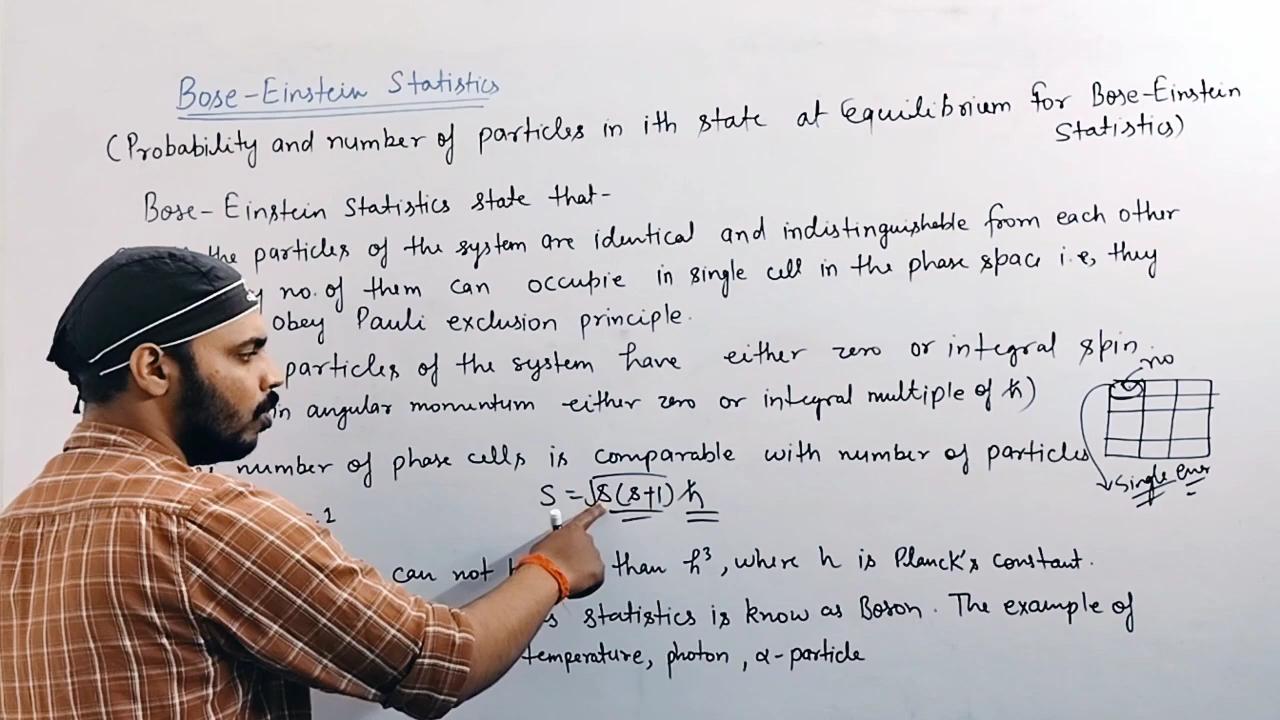 Bose-Einstein Statistics
(Probability and number of particles in ith state at Equilibrium for Bose-Einstein
Statistics)
Bose-Einstein Statistics state that-
the particles of the system are identical and indistinguishable from each other
no. of them can occupie in single cell in the phase space i.e, they
obey Pauli exclusion principle.
particles of the system have either zero or integral spin.
angular momentum either zero or integral multiple of ℏ)
no
number of phase cells is comparable with number of particles
single
S = √s(s+1) ℏ
can not than h³, where h is Planck's constant.
statistics is know as Boson. The example of
temperature, photon, α-particle